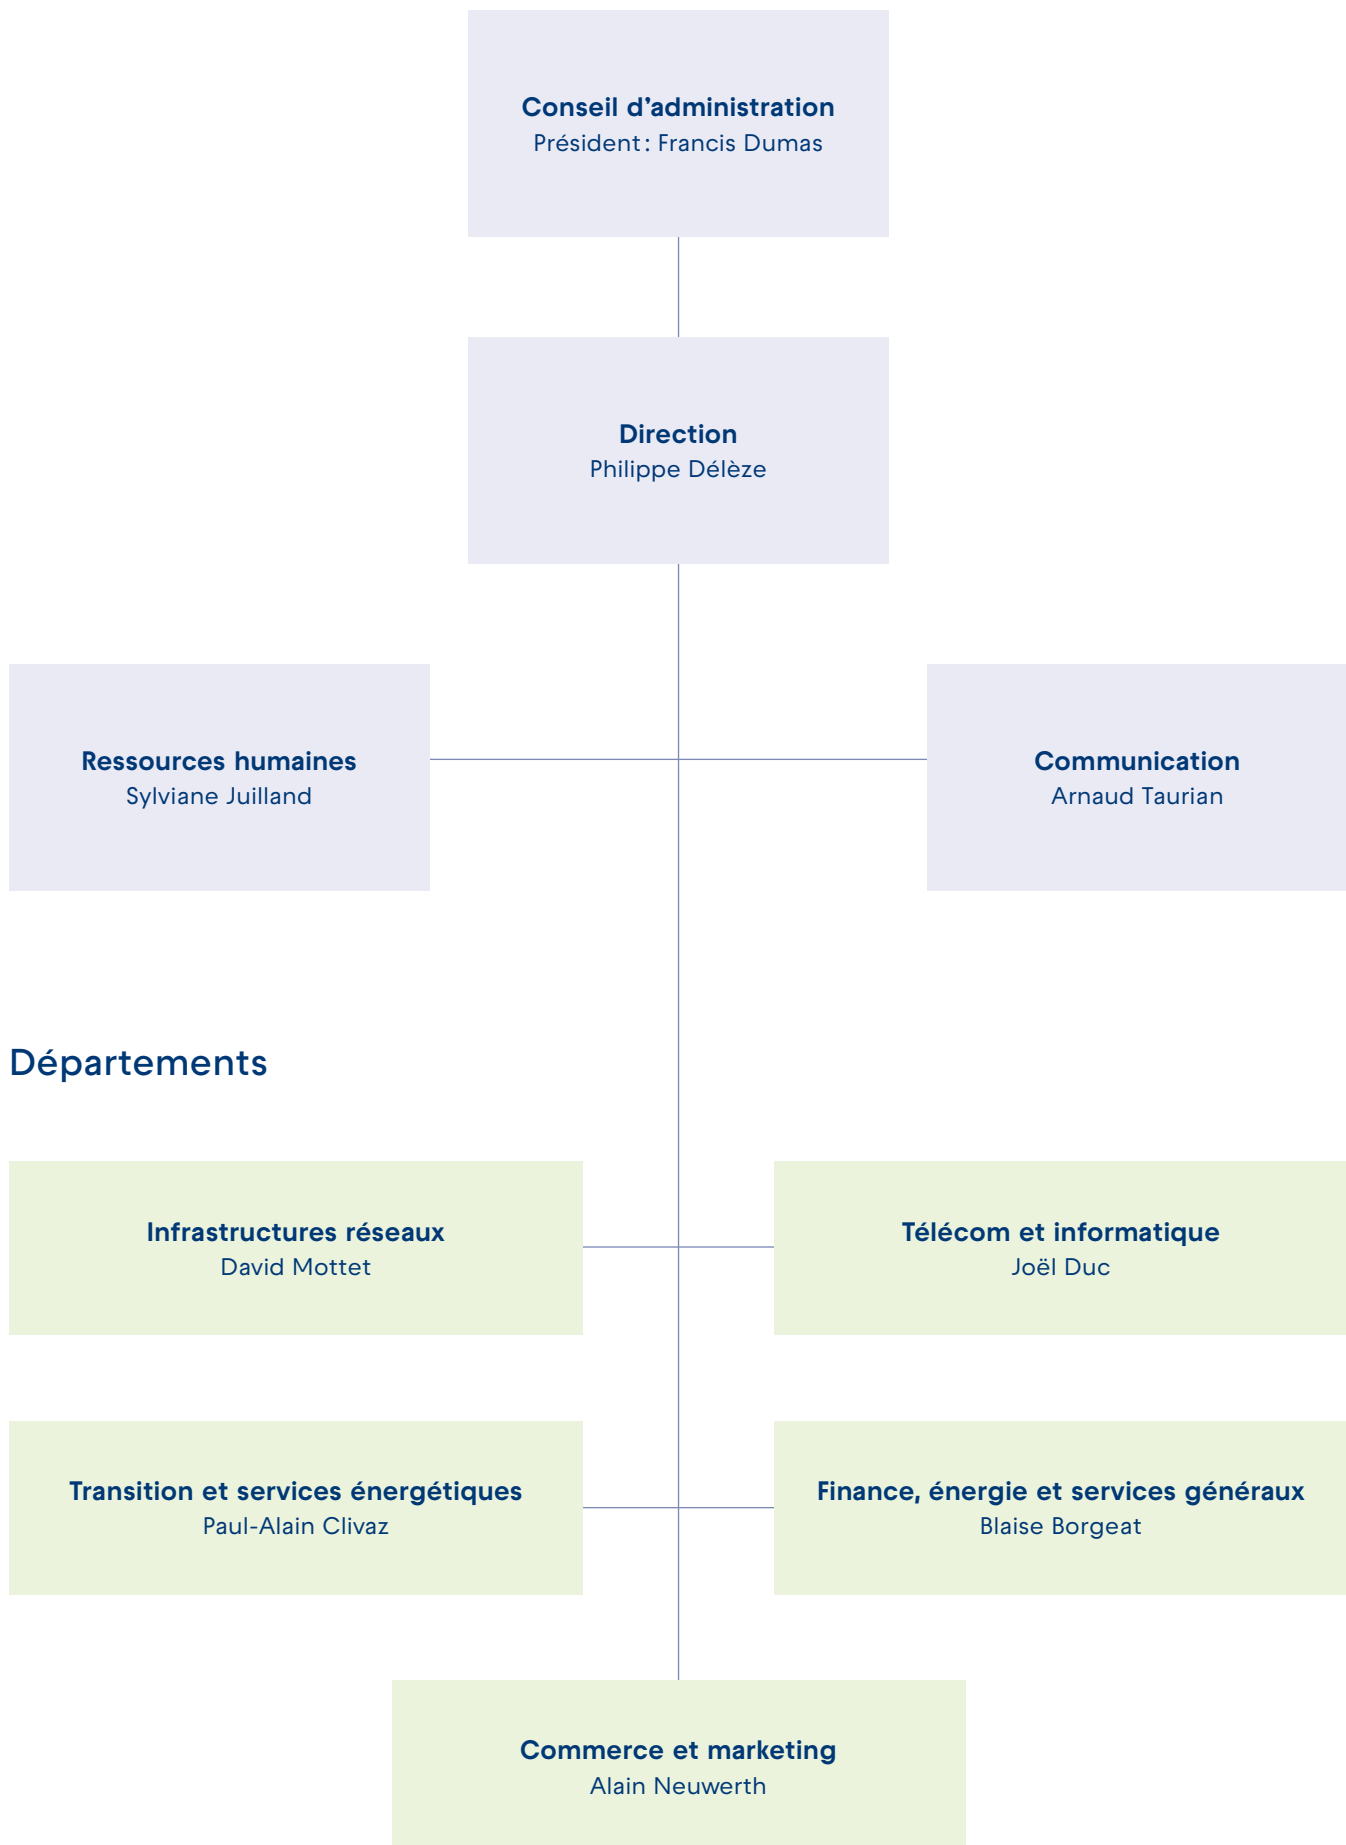 Conseil d’administration
Président : Francis Dumas
Direction
Philippe Délèze
Ressources humaines
Sylviane Juilland
Communication
Arnaud Taurian
Départements
Infrastructures réseaux
David Mottet
Télécom et informatique
Joël Duc
Transition et services énergétiques
Paul-Alain Clivaz
Finance, énergie et services généraux
Blaise Borgeat
Commerce et marketing
Alain Neuwerth